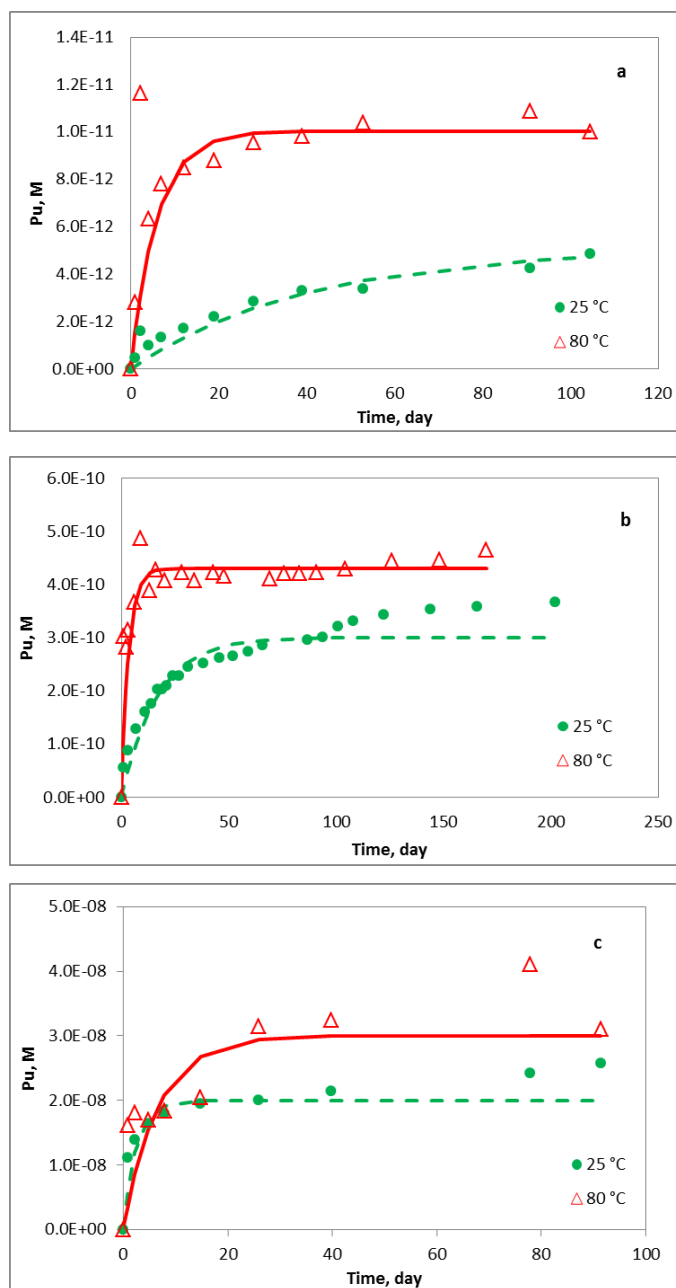 1.4E-11
a
1.2E-11
1.0E-11
8.0E-12
6.0E-12
4.0E-12
2.0E-12
0.0E+00
Pu, M
25 °C
80 °C
0 20 40 60 80 100 120
Time, day
6.0E-10
b
5.0E-10
4.0E-10
3.0E-10
2.0E-10
1.0E-10
0.0E+00
Pu, M
25 °C
80 °C
0 50 100 150 200 250
Time, day
5.0E-08
c
4.0E-08
3.0E-08
2.0E-08
1.0E-08
0.0E+00
Pu, M
25 °C
80 °C
0 20 40 60 80 100
Time, day